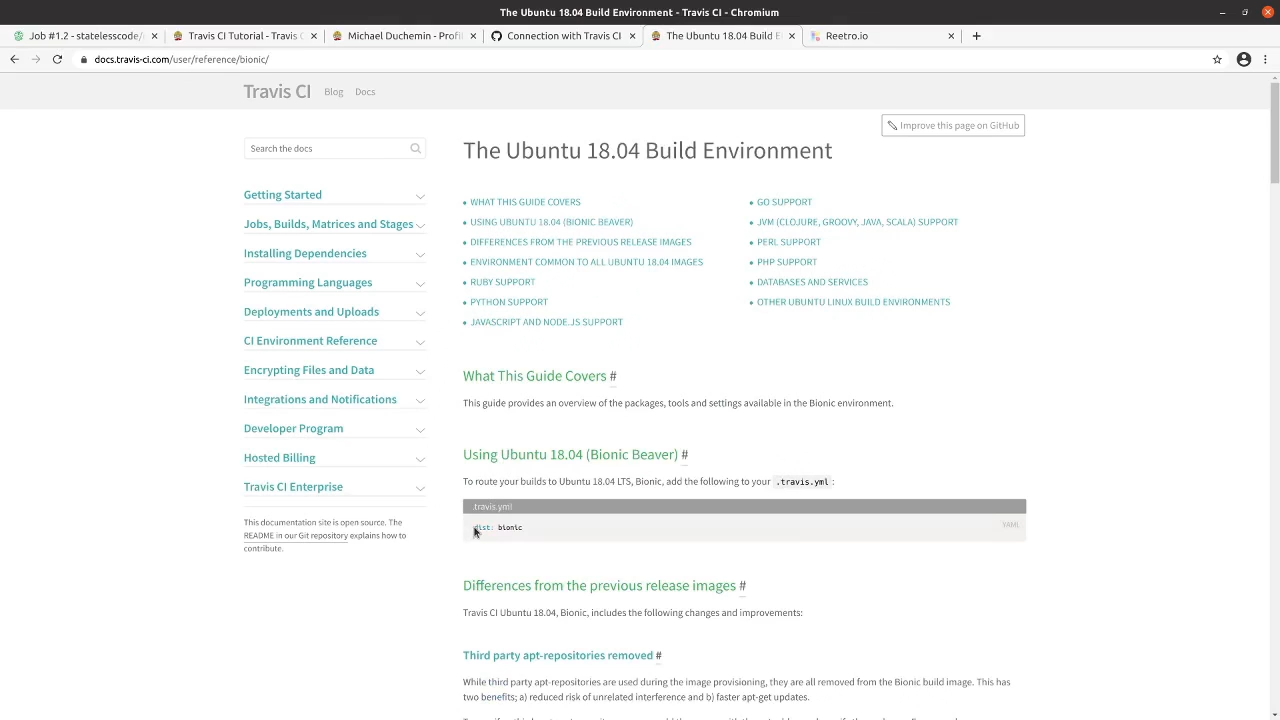 The Ubuntu 18.04 Build Environment - Travis CI - Chromium
Job #1.2 - statelesscode/
Travis CI Tutorial - Travis C
Michael Duchemin - Profil
Connection with Travis CI
The Ubuntu 18.04 Build E
Reetro.io
docs.travis-ci.com/user/reference/bionic/
Travis CI
Blog
Docs
Improve this page on GitHub
Search the docs
The Ubuntu 18.04 Build Environment
Getting Started
Jobs, Builds, Matrices and Stages
Installing Dependencies
Programming Languages
Deployments and Uploads
CI Environment Reference
Encrypting Files and Data
Integrations and Notifications
Developer Program
Hosted Billing
Travis CI Enterprise
This documentation site is open source. The
README in our Git repository explains how to
contribute.
WHAT THIS GUIDE COVERS
USING UBUNTU 18.04 (BIONIC BEAVER)
DIFFERENCES FROM THE PREVIOUS RELEASE IMAGES
ENVIRONMENT COMMON TO ALL UBUNTU 18.04 IMAGES
RUBY SUPPORT
PYTHON SUPPORT
JAVASCRIPT AND NODE.JS SUPPORT
GO SUPPORT
JVM (CLOJURE, GROOVY, JAVA, SCALA) SUPPORT
PERL SUPPORT
PHP SUPPORT
DATABASES AND SERVICES
OTHER UBUNTU LINUX BUILD ENVIRONMENTS
What This Guide Covers #
This guide provides an overview of the packages, tools and settings available in the Bionic environment.
Using Ubuntu 18.04 (Bionic Beaver) #
To route your builds to Ubuntu 18.04 LTS, Bionic, add the following to your .travis.yml :
.travis.yml
dist: bionic
YAML
Differences from the previous release images #
Travis CI Ubuntu 18.04, Bionic, includes the following changes and improvements:
Third party apt-repositories removed #
While third party apt-repositories are used during the image provisioning, they are all removed from the Bionic build image. This has
two benefits; a) reduced risk of unrelated interference and b) faster apt-get updates.